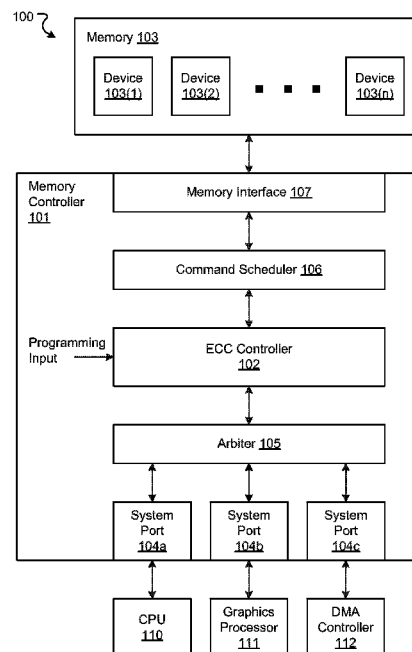 100
Memory 103
Device
103(1)
Device
103(2)
Device
103(n)
Memory
Controller
101
Memory Interface 107
Command Scheduler 106
Programming
Input
ECC Controller
102
Arbiter 105
System
Port
104a
System
Port
104b
System
Port
104c
CPU
110
Graphics
Processor
111
DMA
Controller
112